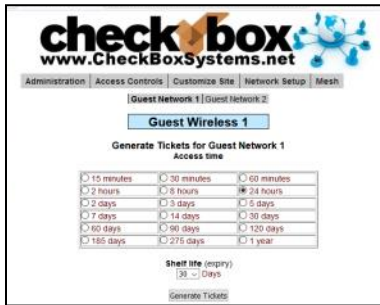 check box
www.CheckBoxSystems.net
Administration Access Controls Customize Site Network Setup Mesh
Guest Network 1 | Guest Network 2
Guest Wireless 1
Generate Tickets for Guest Network 1
Access time
15 minutes 30 minutes 60 minutes
2 hours 8 hours 24 hours
2 days 3 days 5 days
7 days 14 days 30 days
60 days 90 days 120 days
185 days 275 days 1 year
Shelf life (expiry)
30 Days
Generate Tickets